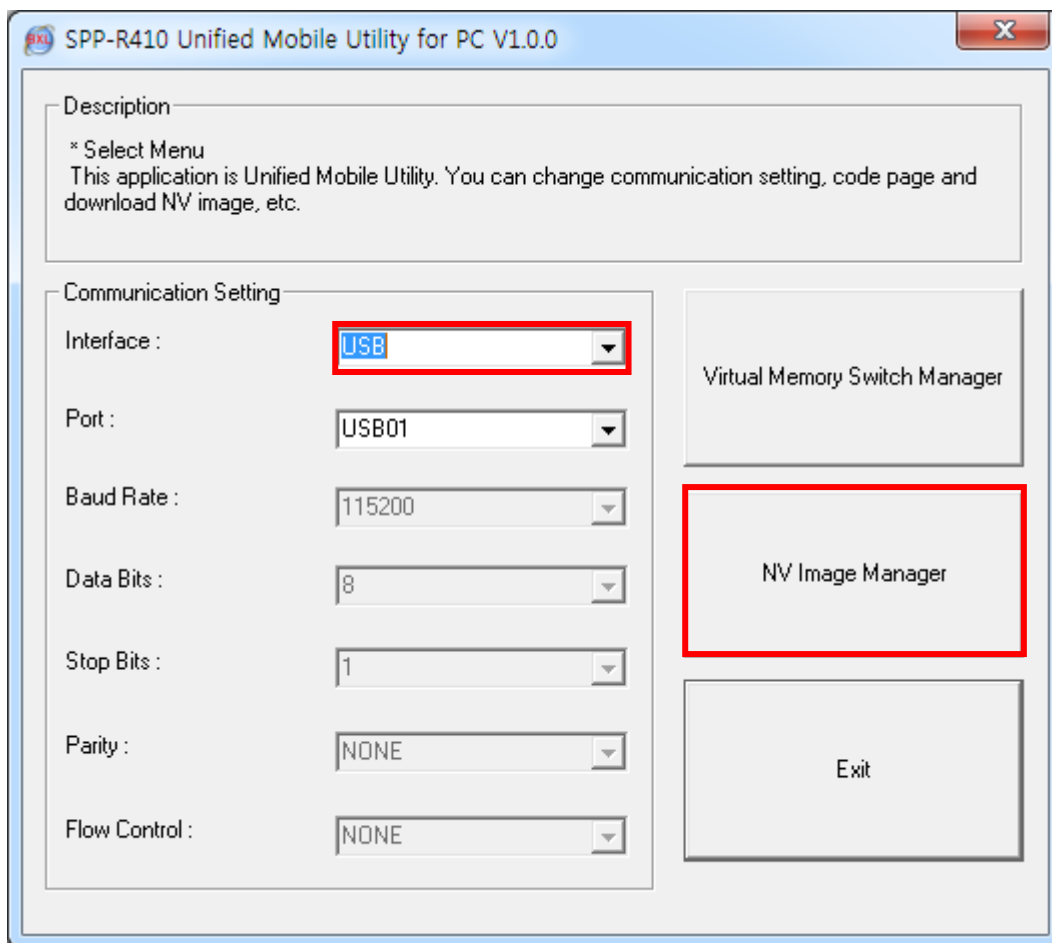 BXL SPP-R410 Unified Mobile Utility for PC V1.0.0
Description
* Select Menu
This application is Unified Mobile Utility. You can change communication setting, code page and
download NV image, etc.
Communication Setting
Interface : USB
Port : USB01
Baud Rate : 115200
Data Bits : 8
Stop Bits : 1
Parity : NONE
Flow Control : NONE
Virtual Memory Switch Manager
NV Image Manager
Exit